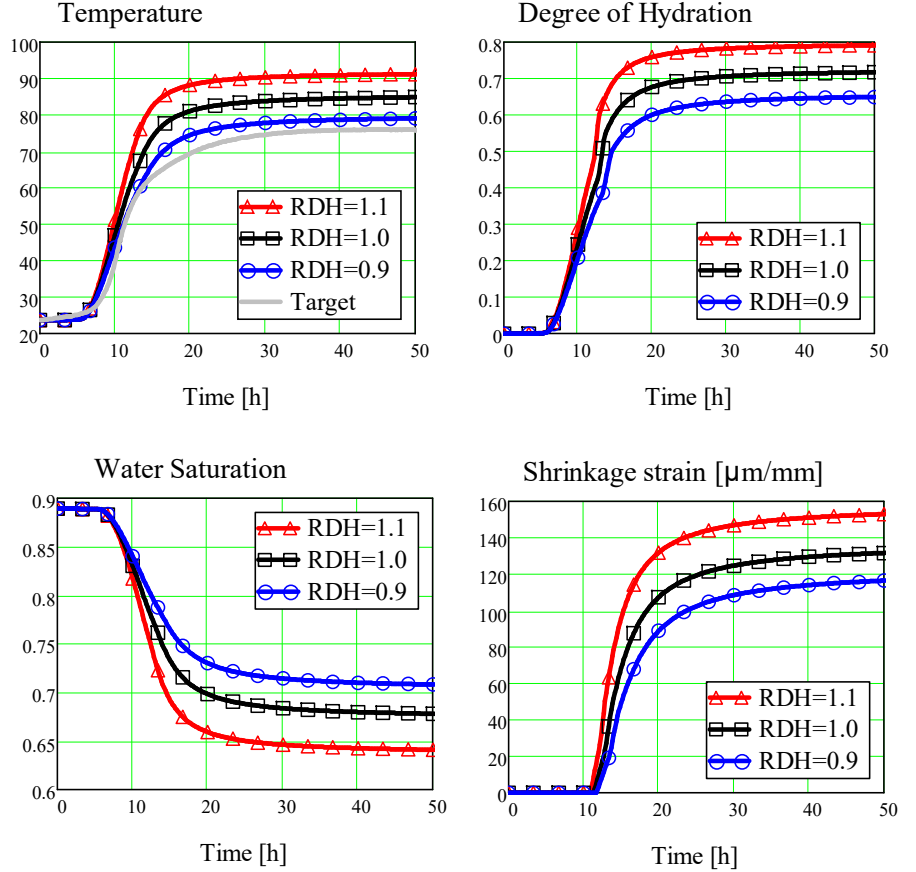 Temperature
100
90
80
70
60
50
40
30
20
0 10 20 30 40 50
RDH=1.1
RDH=1.0
RDH=0.9
Target
Time [h]
Degree of Hydration
0.8
0.7
0.6
0.5
0.4
0.3
0.2
0.1
0
0 10 20 30 40 50
RDH=1.1
RDH=1.0
RDH=0.9
Time [h]
Water Saturation
0.9
0.85
0.8
0.75
0.7
0.65
0.6
0 10 20 30 40 50
RDH=1.1
RDH=1.0
RDH=0.9
Time [h]
Shrinkage strain [μm/mm]
160
140
120
100
80
60
40
20
0
0 10 20 30 40 50
RDH=1.1
RDH=1.0
RDH=0.9
Time [h]